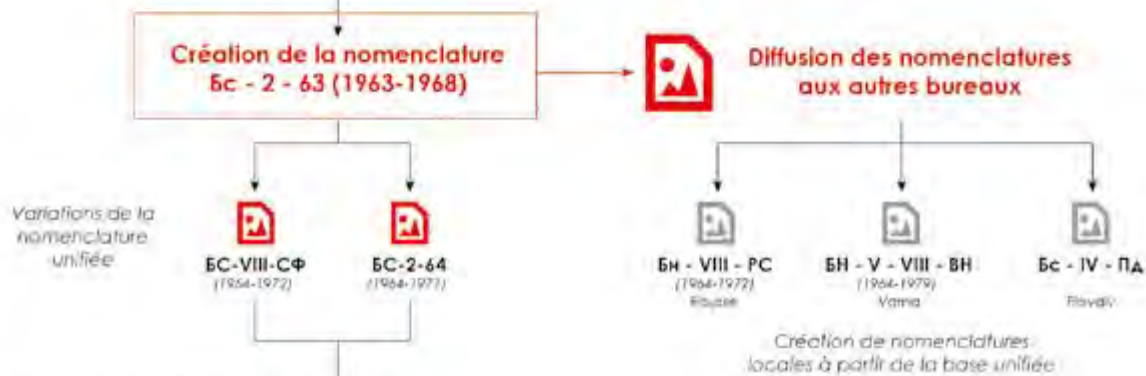 Création de la nomenclature
Бс - 2 - 63 (1963-1968)
Diffusion des nomenclatures
aux autres bureaux
Variations de la
nomenclature
unifiée
БС-VIII-СФ
(1964-1972)
БС-2-64
(1964-1977)
Бн - VIII - РС
(1964-1972)
Rousse
БН - V - VIII - ВН
(1964-1979)
Varna
Бс - IV - ПД
Plovdiv
Création de nomenclatures
locales à partir de la base unifiée